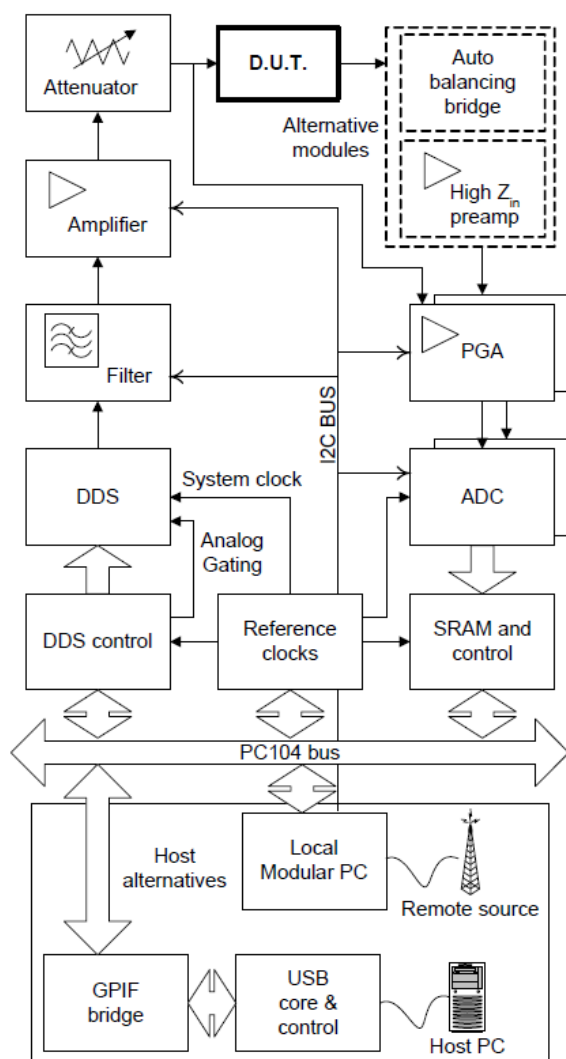 Attenuator
D.U.T.
Auto
balancing
bridge
Alternative
modules
High Zin
preamp
Amplifier
PGA
Filter
I2C BUS
DDS
System clock
ADC
Analog
Gating
DDS control
Reference
clocks
SRAM and
control
PC104 bus
Host
alternatives
Local
Modular PC
Remote source
GPIF
bridge
USB
core &
control
Host PC